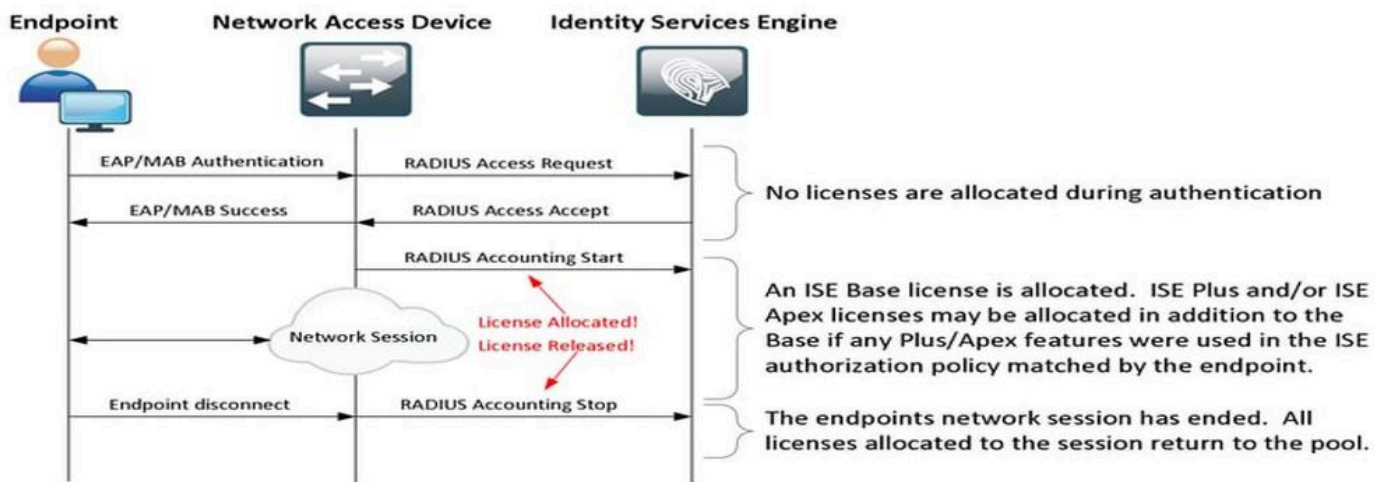 Endpoint
Network Access Device
Identity Services Engine
EAP/MAB Authentication
RADIUS Access Request
EAP/MAB Success
RADIUS Access Accept
No licenses are allocated during authentication
RADIUS Accounting Start
License Allocated!
License Released!
Network Session
An ISE Base license is allocated.  ISE Plus and/or ISE
Apex licenses may be allocated in addition to the
Base if any Plus/Apex features were used in the ISE
authorization policy matched by the endpoint.
Endpoint disconnect
RADIUS Accounting Stop
The endpoints network session has ended.  All
licenses allocated to the session return to the pool.